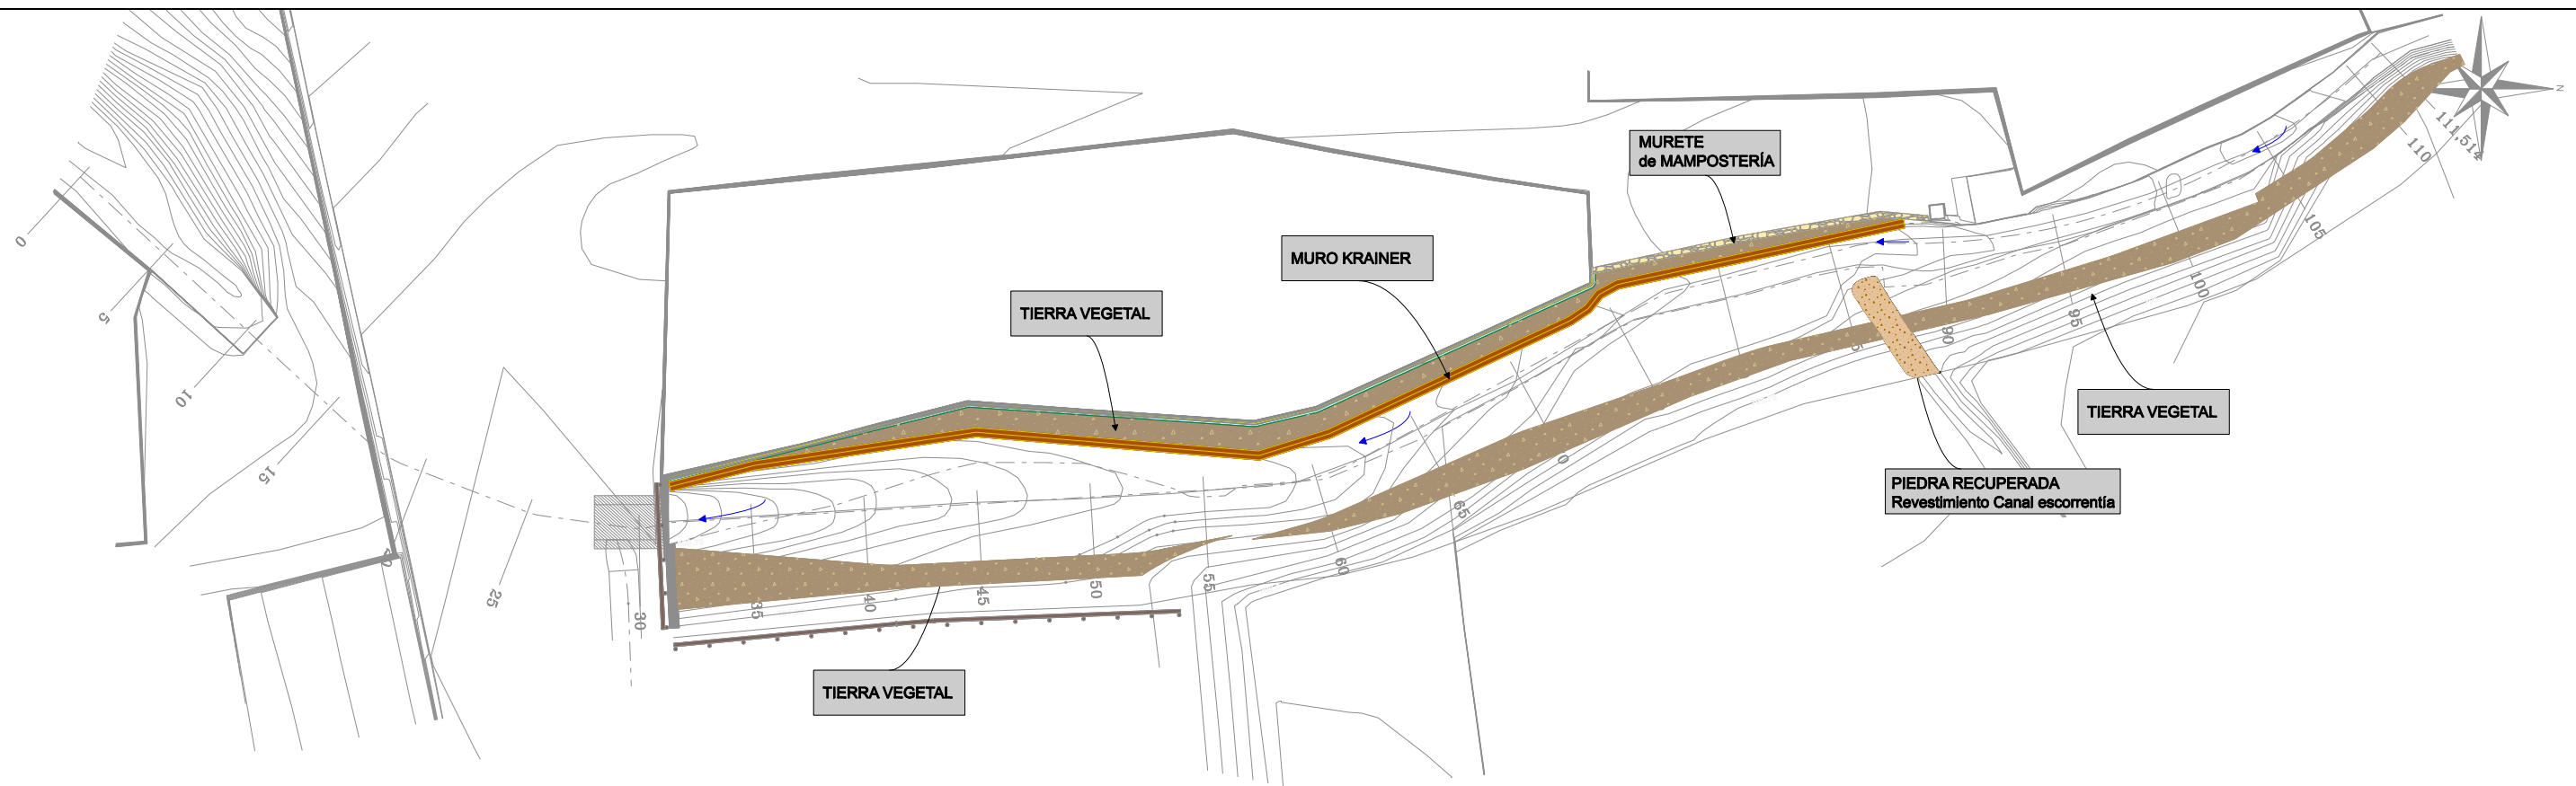 MURETE
de MAMPOSTERÍA
MURO KRAINER
TIERRA VEGETAL
TIERRA VEGETAL
PIEDRA RECUPERADA
Revestimiento Canal escorrentía
TIERRA VEGETAL
N
0
5
10
15
25
30
35
40
45
50
55
60
65
90
95
100
105
110
111,514